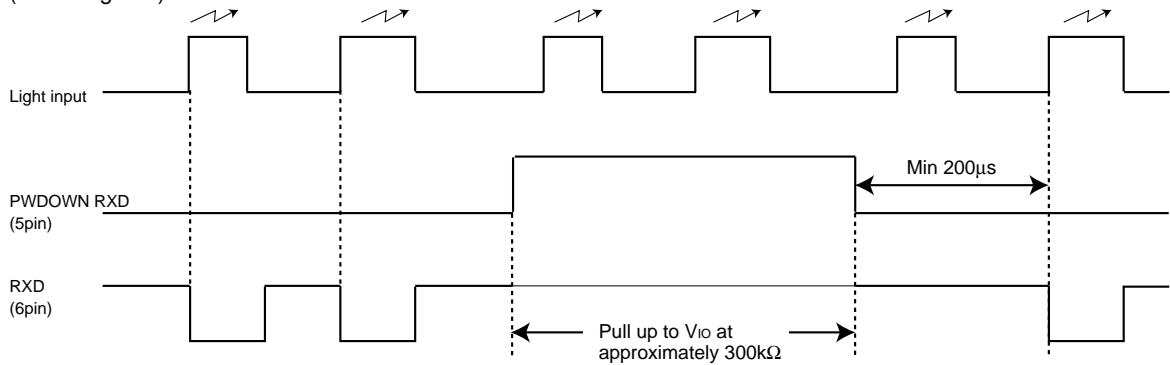 Light input
Min 200µs
PWDOWN RXD
(5pin)
RXD
(6pin)
Pull up to VIO at
approximately 300kΩ